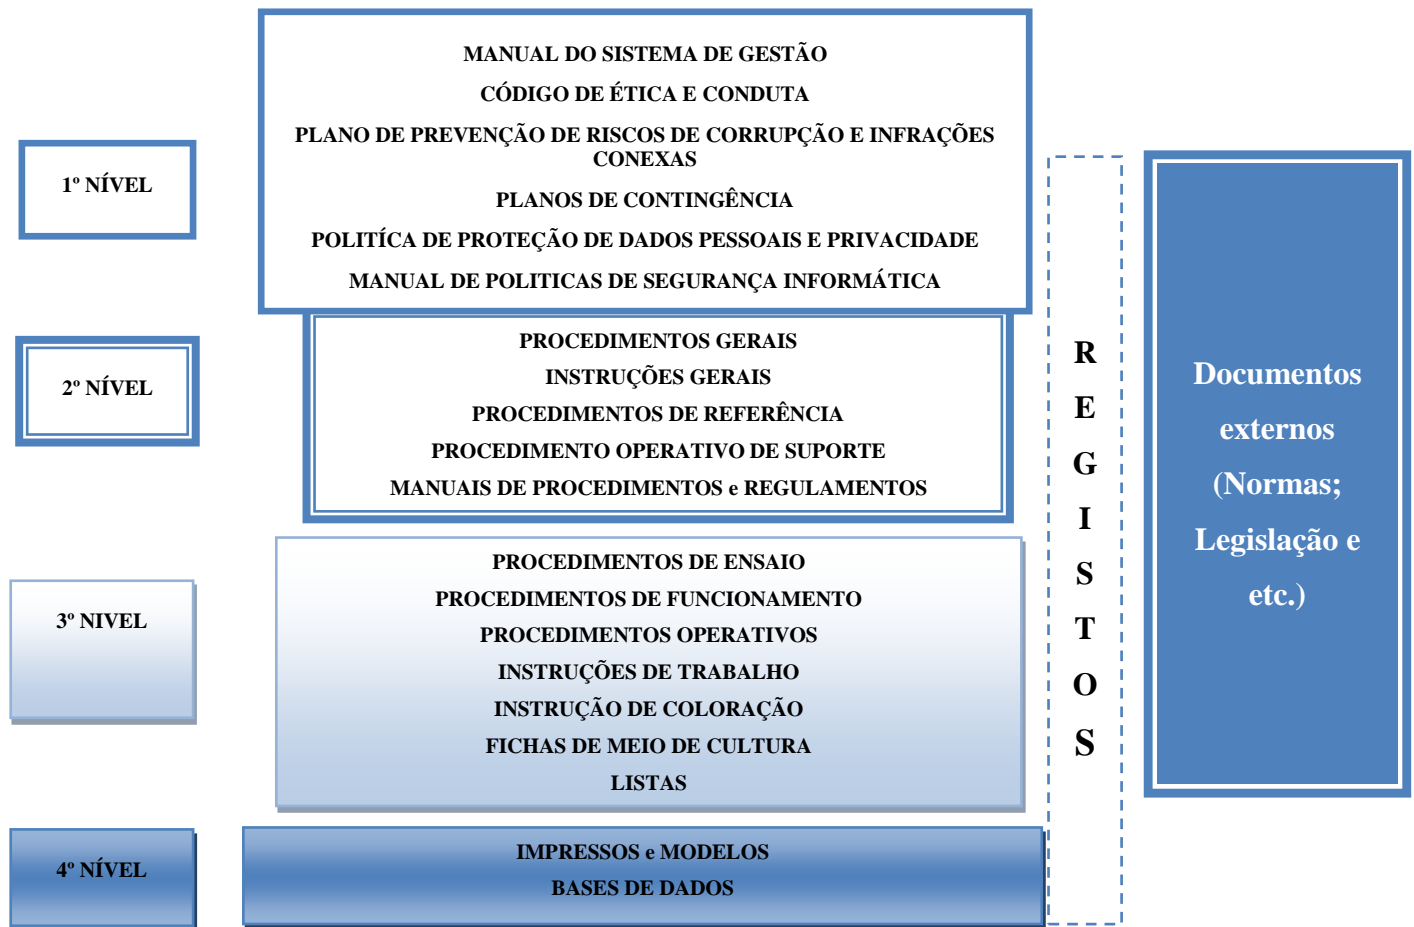 1º NÍVEL
MANUAL DO SISTEMA DE GESTÃO
CÓDIGO DE ÉTICA E CONDUTA
PLANO DE PREVENÇÃO DE RISCOS DE CORRUPÇÃO E INFRAÇÕES
CONEXAS
PLANOS DE CONTINGÊNCIA
POLITÍCA DE PROTEÇÃO DE DADOS PESSOAIS E PRIVACIDADE
MANUAL DE POLITICAS DE SEGURANÇA INFORMÁTICA
2º NÍVEL
PROCEDIMENTOS GERAIS
INSTRUÇÕES GERAIS
PROCEDIMENTOS DE REFERÊNCIA
PROCEDIMENTO OPERATIVO DE SUPORTE
MANUAIS DE PROCEDIMENTOS e REGULAMENTOS
3º NIVEL
PROCEDIMENTOS DE ENSAIO
PROCEDIMENTOS DE FUNCIONAMENTO
PROCEDIMENTOS OPERATIVOS
INSTRUÇÕES DE TRABALHO
INSTRUÇÃO DE COLORAÇÃO
FICHAS DE MEIO DE CULTURA
LISTAS
4º NÍVEL
IMPRESSOS e MODELOS
BASES DE DADOS
R
E
G
I
S
T
O
S
Documentos
externos
(Normas;
Legislação e
etc.)